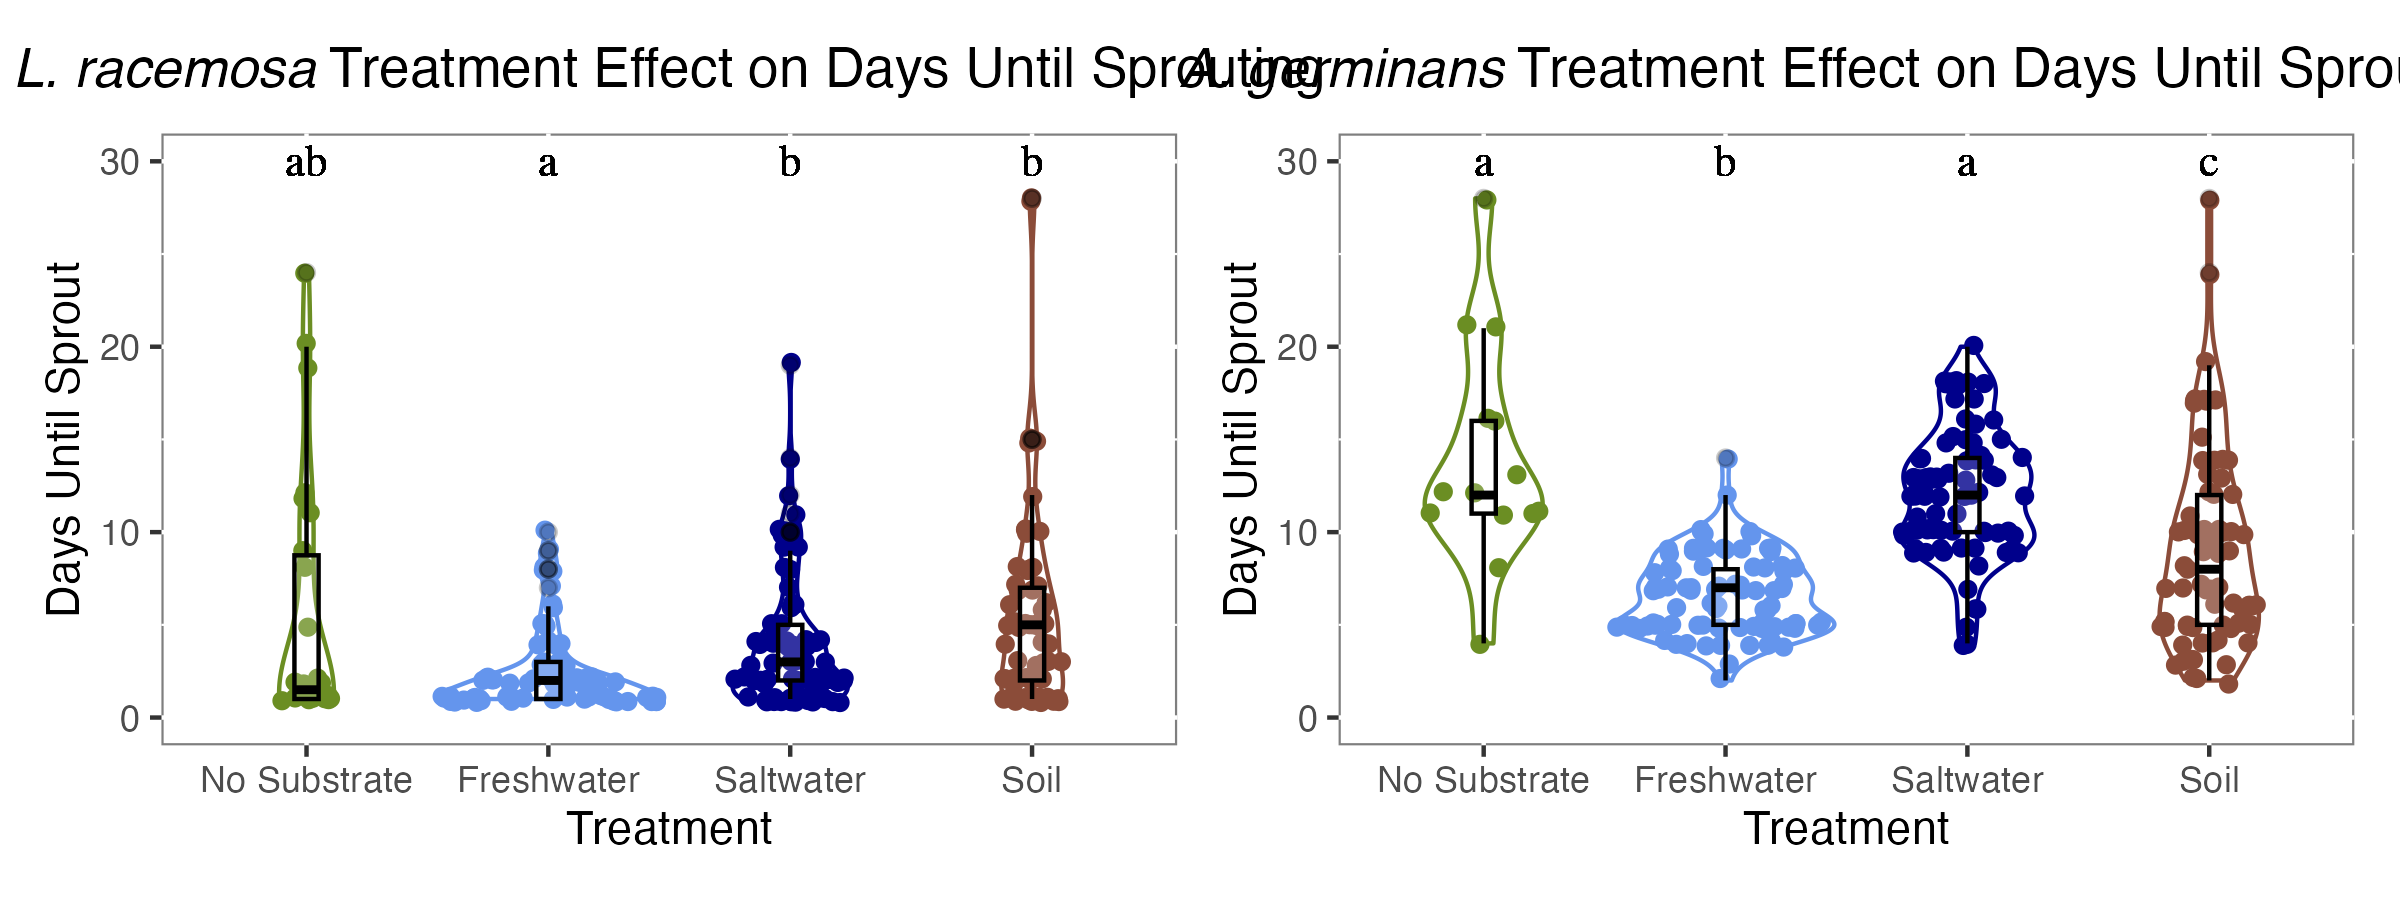 L. racemosa Treatment Effect on Days Until Sprouting
A. germinans Treatment Effect on Days Until Sprou
30
20
10
0
Days Until Sprout
ab a b b
No Substrate Freshwater Saltwater Soil
Treatment
30
20
10
0
Days Until Sprout
a b a c
No Substrate Freshwater Saltwater Soil
Treatment